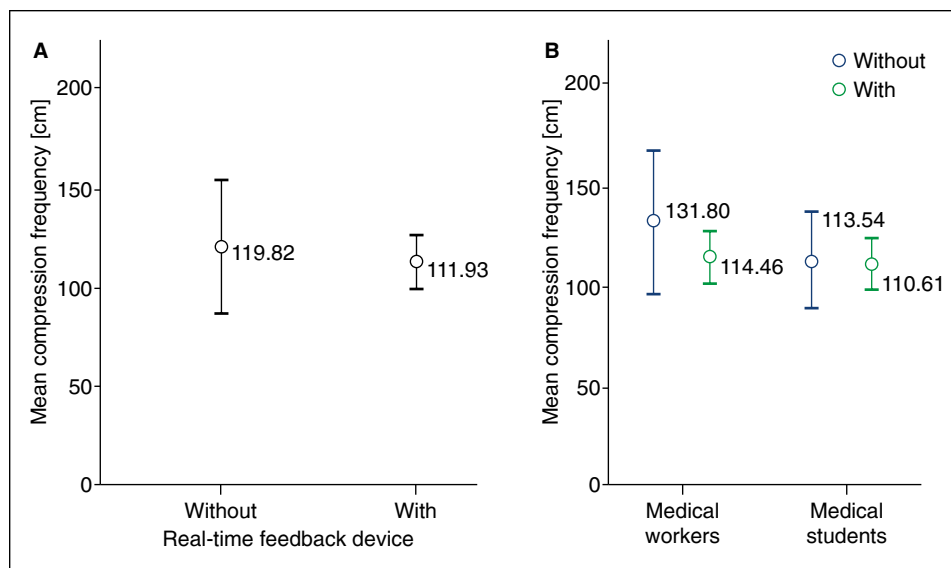 A
Mean compression frequency [cm]
200
150
100
50
0
119.82
111.93
Without
With
Real-time feedback device
B
Without
With
Mean compression frequency [cm]
200
150
100
50
0
131.80
114.46
113.54
110.61
Medical
workers
Medical
students